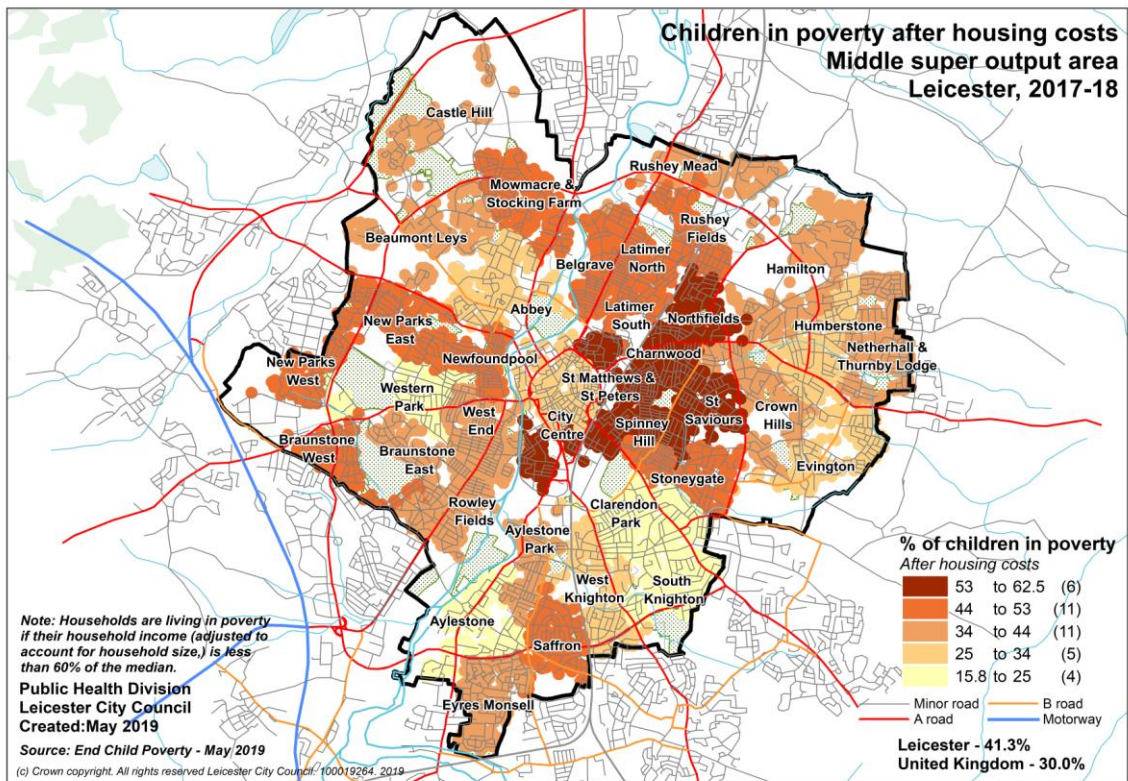 Children in poverty after housing costs
Middle super output area
Leicester, 2017-18
Castle Hill
Rushey Mead
Mowmacre &
Stocking Farm
Rushey
Fields
Beaumont Leys
Latimer
North
Belgrave
Hamilton
Abbey
Latimer
South
Northfields
New Parks
East
Humberstone
Newfoundpool
Charnwood
Netherhall &
Thurnby Lodge
New Parks
West
Western
Park
St Matthews &
St Peters
West
End
City
Centre
St
Saviours
Crown
Hills
Spinney
Hill
Braunstone
West
Braunstone
East
Evington
Stoneygate
Rowley
Fields
Clarendon
Park
Aylestone
Park
West
Knighton
South
Knighton
Aylestone
Saffron
Eyres Monsell
% of children in poverty
After housing costs
53 to 62.5 (6)
44 to 53 (11)
34 to 44 (11)
25 to 34 (5)
15.8 to 25 (4)
Minor road
B road
A road
Motorway
Leicester - 41.3%
United Kingdom - 30.0%
Note: Households are living in poverty
if their household income (adjusted to
account for household size,) is less
than 60% of the median.
Public Health Division
Leicester City Council
Created:May 2019
Source: End Child Poverty - May 2019
(c) Crown copyright. All rights reserved Leicester City Council. 100019264. 2019